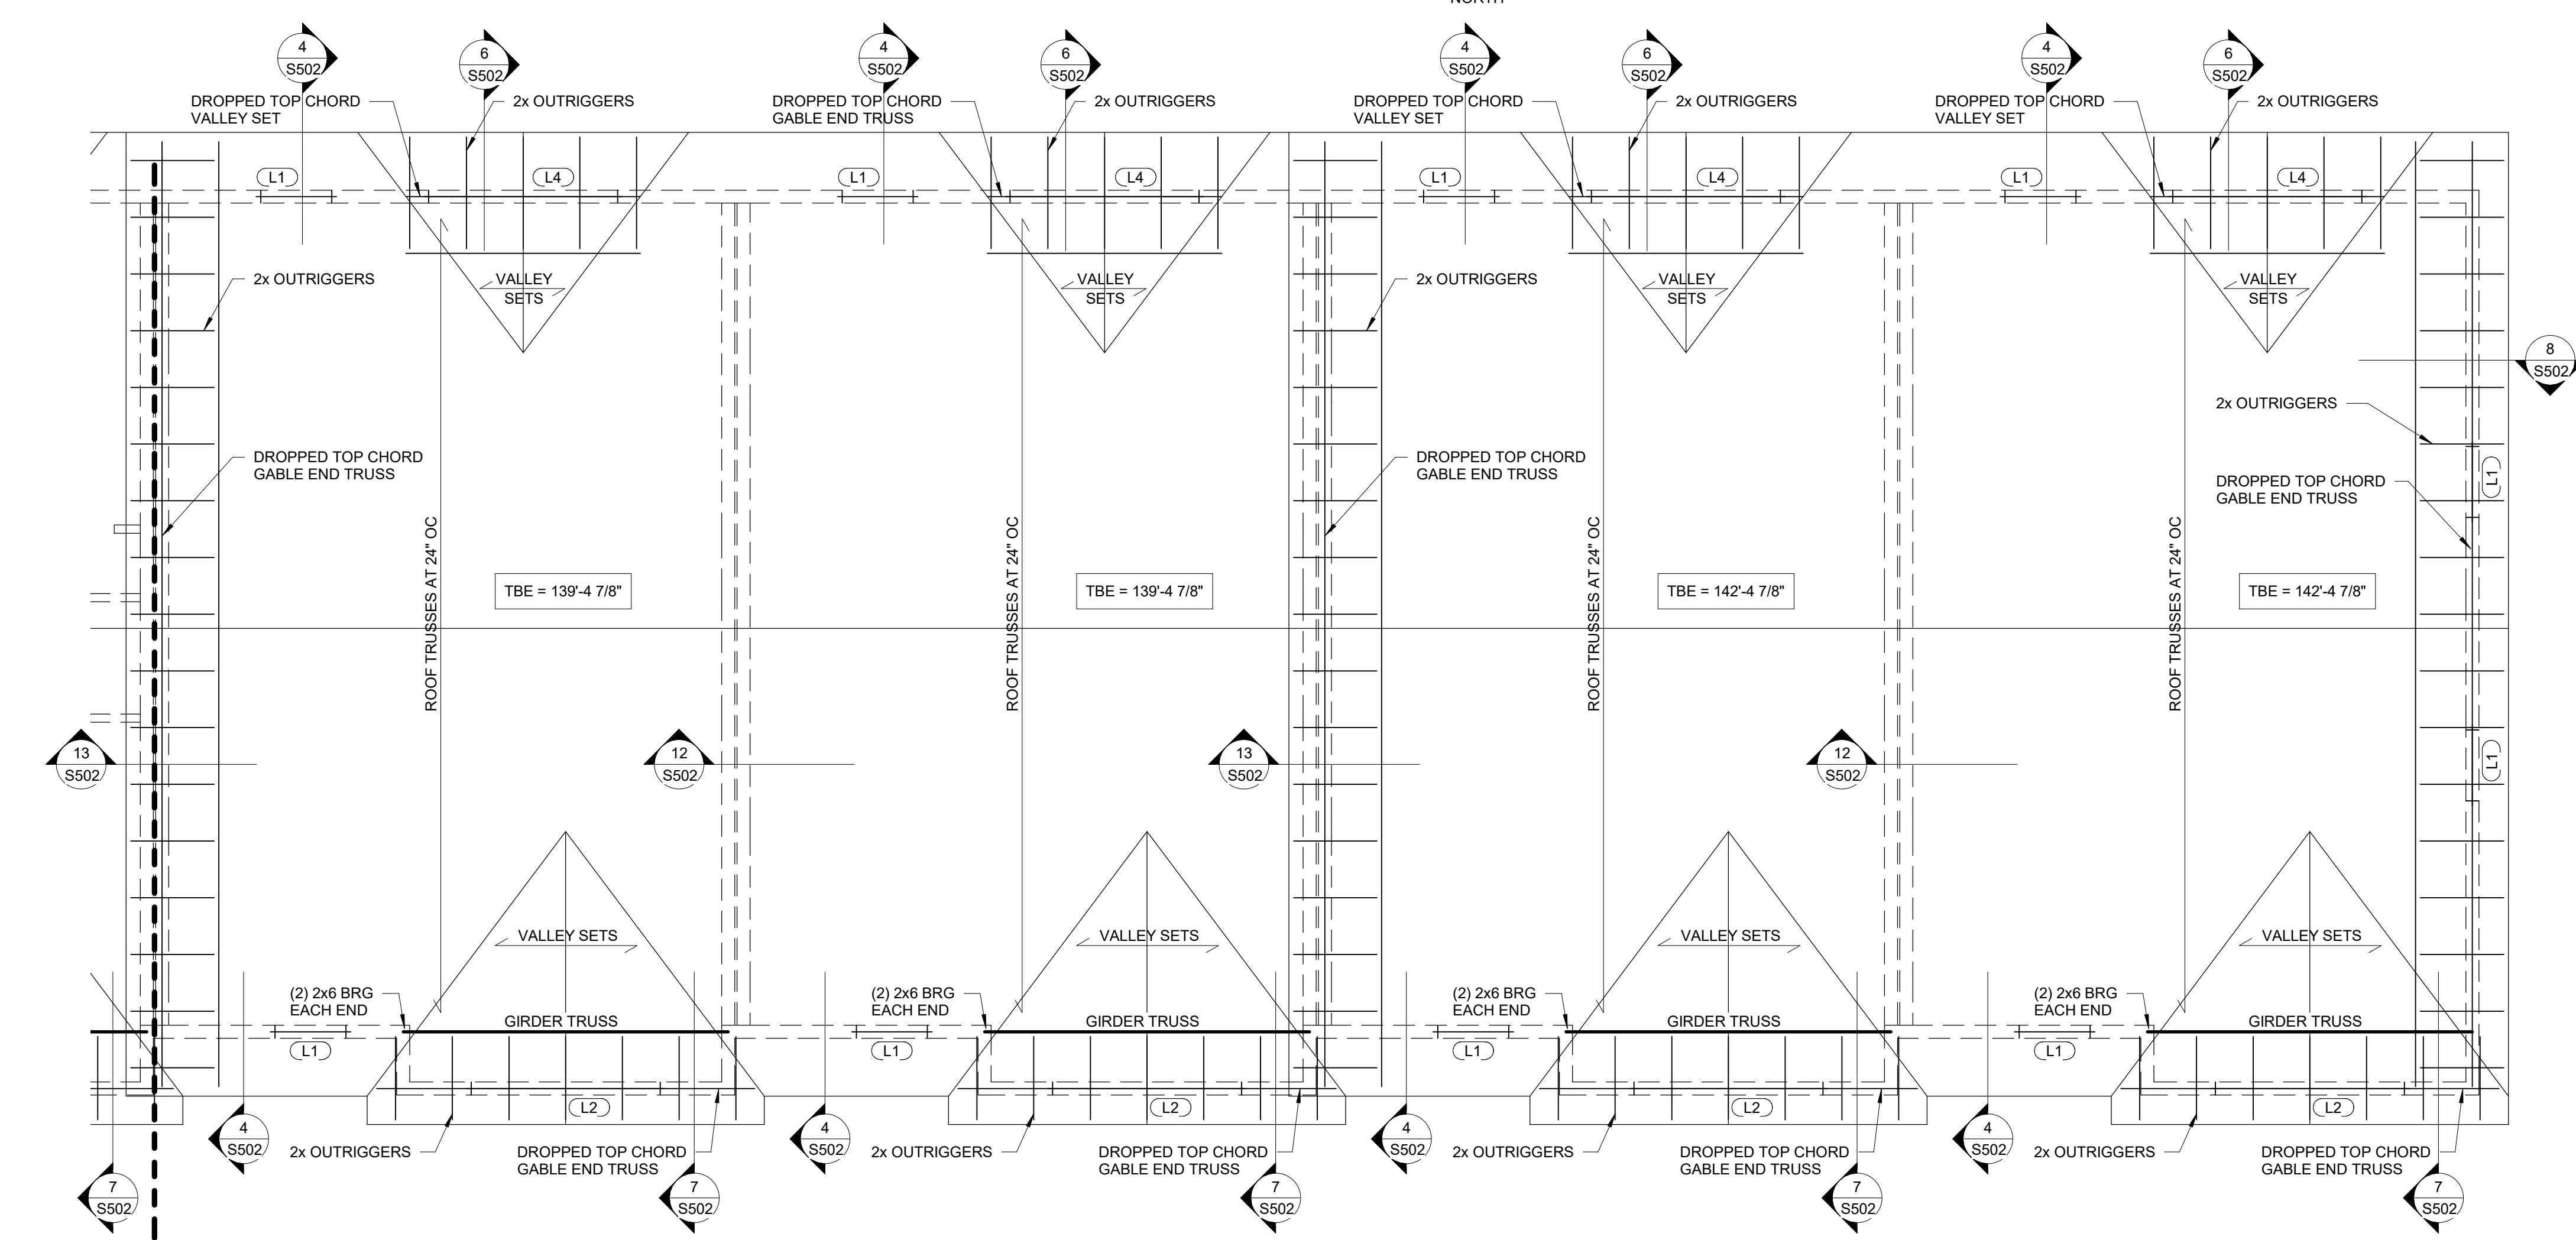 NORTH
4
S502
6
S502
4
S502
6
S502
4
S502
6
S502
4
S502
6
S502
DROPPED TOP CHORD
VALLEY SET
2x OUTRIGGERS
DROPPED TOP CHORD
GABLE END TRUSS
2x OUTRIGGERS
DROPPED TOP CHORD
VALLEY SET
2x OUTRIGGERS
DROPPED TOP CHORD
VALLEY SET
2x OUTRIGGERS
L1
L4
L1
L4
L1
L4
L1
L4
2x OUTRIGGERS
VALLEY
SETS
VALLEY
SETS
2x OUTRIGGERS
VALLEY
SETS
VALLEY
SETS
8
S502
2x OUTRIGGERS
DROPPED TOP CHORD
GABLE END TRUSS
DROPPED TOP CHORD
GABLE END TRUSS
DROPPED TOP CHORD
GABLE END TRUSS
L1
ROOF TRUSSES AT 24" OC
TBE = 139'-4 7/8"
ROOF TRUSSES AT 24" OC
TBE = 139'-4 7/8"
ROOF TRUSSES AT 24" OC
TBE = 142'-4 7/8"
ROOF TRUSSES AT 24" OC
TBE = 142'-4 7/8"
13
S502
12
S502
13
S502
12
S502
L1
VALLEY SETS
VALLEY SETS
VALLEY SETS
VALLEY SETS
(2) 2x6 BRG
EACH END
GIRDER TRUSS
(2) 2x6 BRG
EACH END
GIRDER TRUSS
(2) 2x6 BRG
EACH END
GIRDER TRUSS
(2) 2x6 BRG
EACH END
GIRDER TRUSS
L1
L1
L1
L1
L2
L2
L2
L2
4
S502
4
S502
4
S502
4
S502
2x OUTRIGGERS
DROPPED TOP CHORD
GABLE END TRUSS
2x OUTRIGGERS
DROPPED TOP CHORD
GABLE END TRUSS
2x OUTRIGGERS
DROPPED TOP CHORD
GABLE END TRUSS
2x OUTRIGGERS
DROPPED TOP CHORD
GABLE END TRUSS
7
S502
7
S502
7
S502
7
S502
7
S502